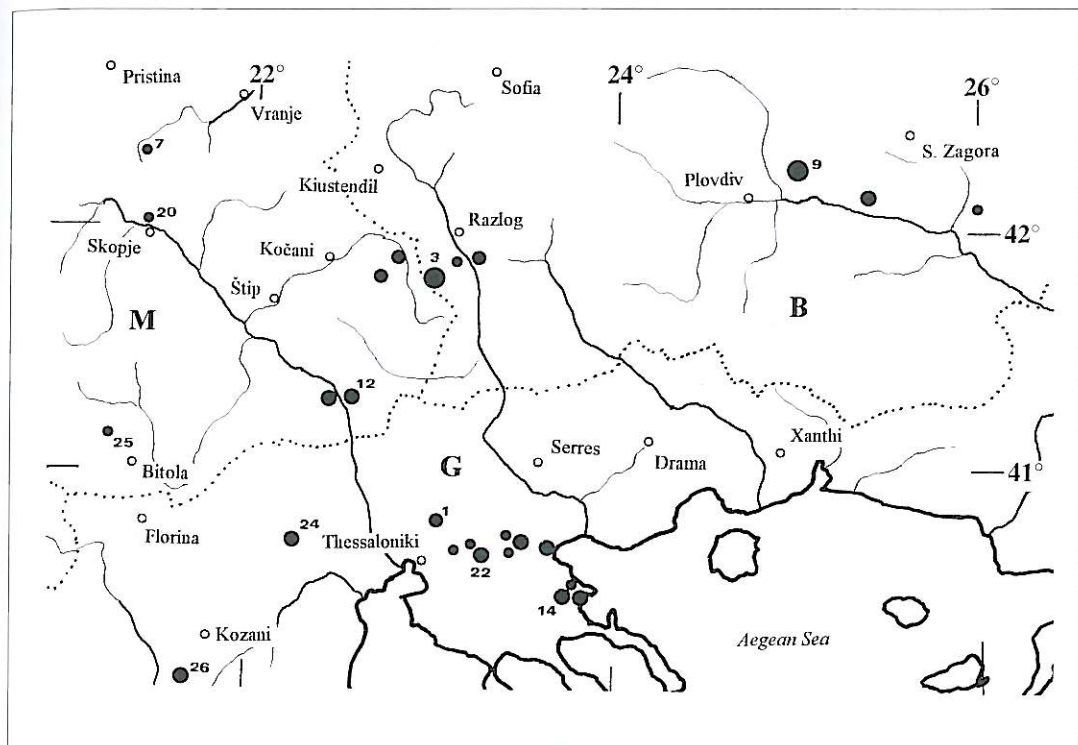 Pristina
22°
Sofia
24°
26°
Vranje
7
S. Zagora
9
Kiustendil
Plovdiv
20
Razlog
42°
Skopje
Kočani
3
Štip
M
B
12
25
Xanthi
G
Serres
Drama
41°
Bitola
1
24
Florina
Thessaloniki
22
14
Kozani
Aegean Sea
26